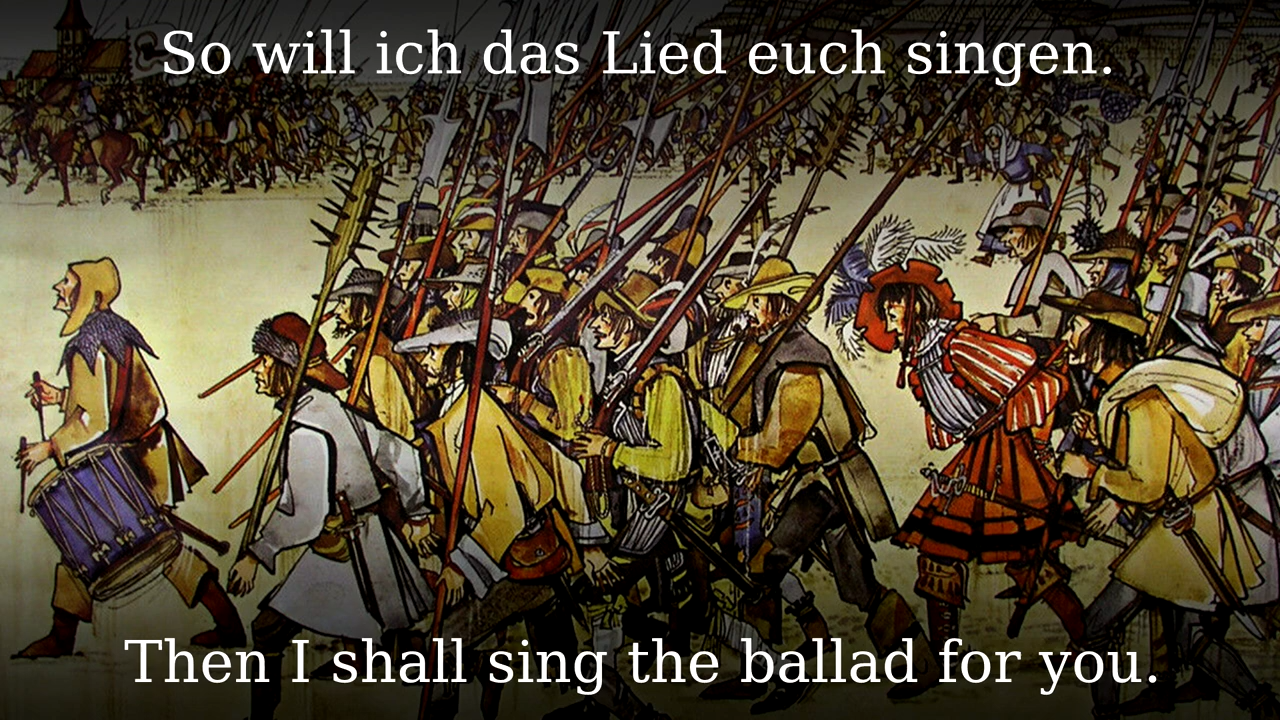 So will ich das Lied euch singen.
Then I shall sing the ballad for you.